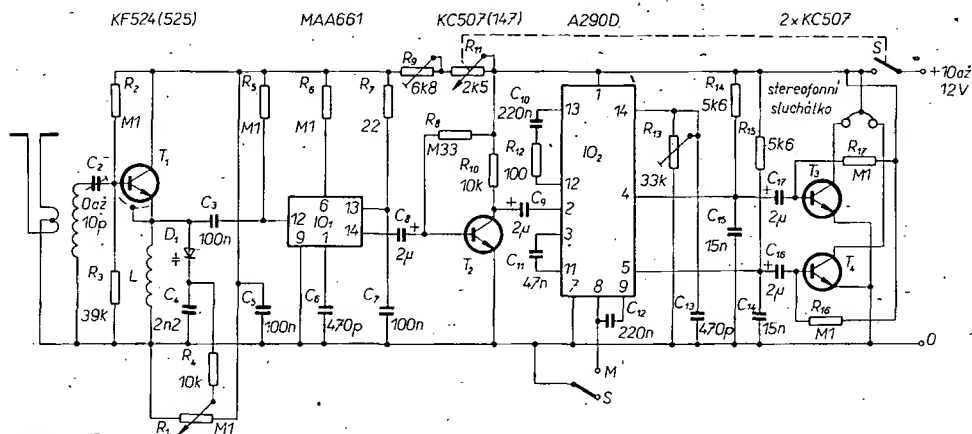 KF524(525)
MAA661
KC507(147)
A290D
2xKC507
R2
M1
R5
M1
R6
M1
R7
22
R9
6k8
R11
2k5
S
+10až
12V
C2
0až
10p
T1
R3
39k
L
D1
C3
100n
C4
2n2
R4
10k
R1
M1
C5
100n
12
6
13
IO1
14
9
1
C6
470p
C7
100n
C8
2µ
+
R8
M33
R10
10k
T2
C9
+
2µ
C10
220n
R12
100
C11
47n
1
13
14
IO2
12
2
4
3
11
5
7
8
9
C12
220n
M
S
R13
33k
C13
470p
R14
5k6
R15
5k6
C15
15n
C14
15n
C17
+
2µ
C16
+
2µ
stereofonní
sluchátko
R17
M1
T3
T4
R16
M1
0